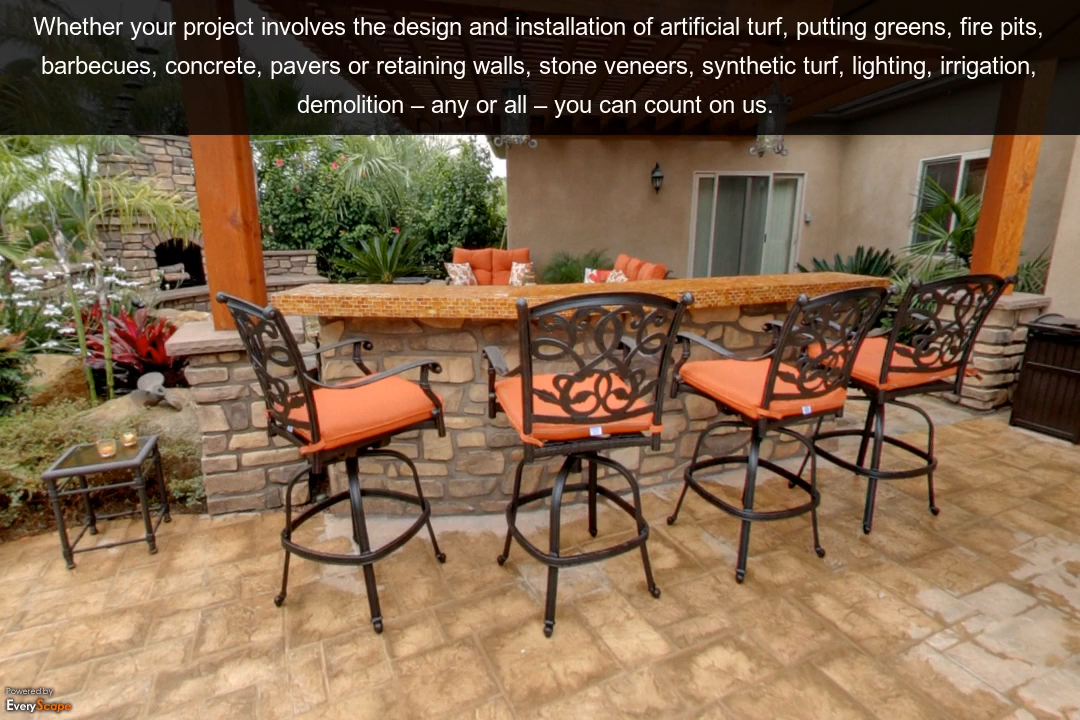 Whether your project involves the design and installation of artificial turf, putting greens, fire pits,
barbecues, concrete, pavers or retaining walls, stone veneers, synthetic turf, lighting, irrigation,
demolition – any or all – you can count on us.
Powered by
EveryScape